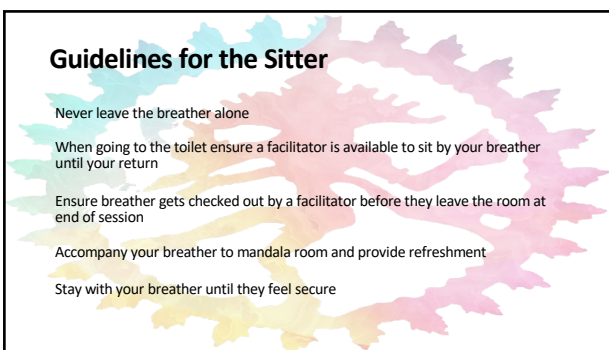 Guidelines for the Sitter
Never leave the breather alone
When going to the toilet ensure a facilitator is available to sit by your breather
until your return
Ensure breather gets checked out by a facilitator before they leave the room at
end of session
Accompany your breather to mandala room and provide refreshment
Stay with your breather until they feel secure